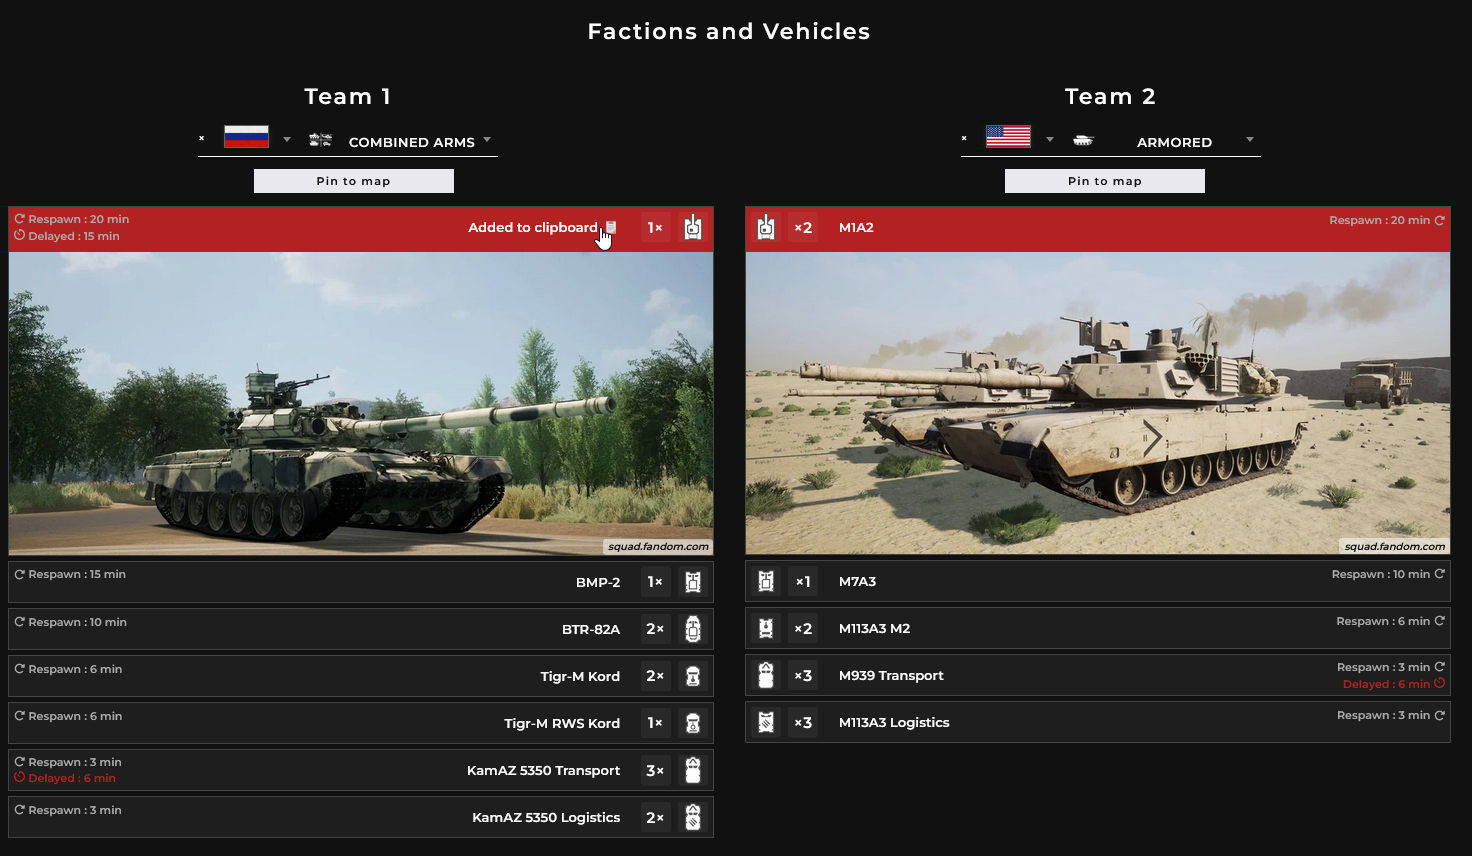 Factions and Vehicles
Team 1
COMBINED ARMS
Pin to map
Respawn : 20 min
Delayed : 15 min
Added to clipboard
1×
squad.fandom.com
Respawn : 15 min
BMP-2
1×
Respawn : 10 min
BTR-82A
2×
Respawn : 6 min
Tigr-M Kord
2×
Respawn : 6 min
Tigr-M RWS Kord
1×
Respawn : 3 min
Delayed : 6 min
KamAZ 5350 Transport
3×
Respawn : 3 min
KamAZ 5350 Logistics
2×
Team 2
ARMORED
Pin to map
×2
M1A2
Respawn : 20 min
squad.fandom.com
×1
M7A3
Respawn : 10 min
×2
M113A3 M2
Respawn : 6 min
×3
M939 Transport
Respawn : 3 min
Delayed : 6 min
×3
M113A3 Logistics
Respawn : 3 min